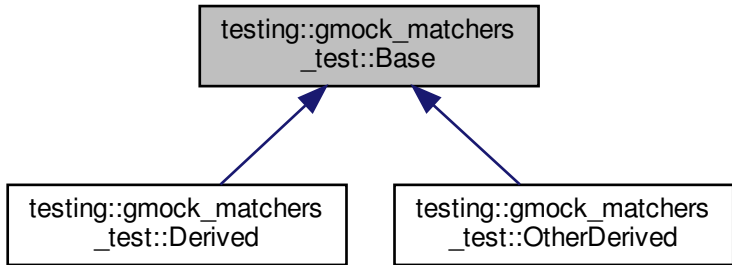 testing::gmock_matchers
_test::Base
testing::gmock_matchers
_test::Derived
testing::gmock_matchers
_test::OtherDerived